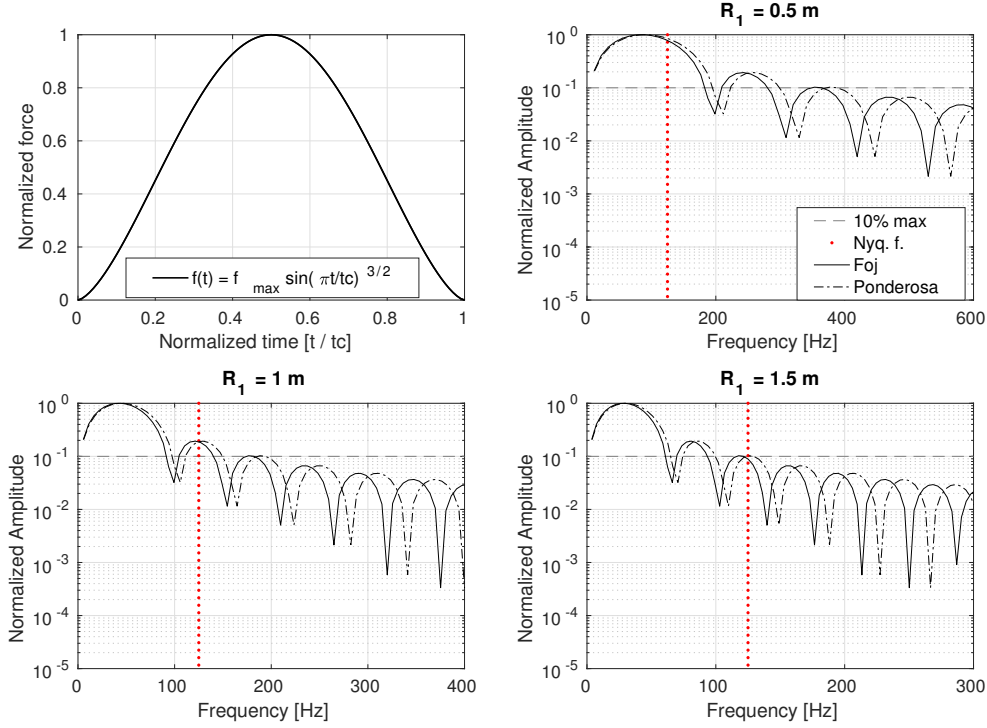 1
0.8
0.6
0.4
0.2
0
Normalized force
0 0.2 0.4 0.6 0.8 1
Normalized time [t / tc]
f(t) = f max sin( πt/tc) 3/2
R1 = 0.5 m
10 0
10 -1
10 -2
10 -3
10 -4
10 -5
Normalized Amplitude
0 200 400 600
Frequency [Hz]
10% max
Nyq. f.
Foj
Ponderosa
R1 = 1 m
10 0
10 -1
10 -2
10 -3
10 -4
10 -5
Normalized Amplitude
0 100 200 300 400
Frequency [Hz]
R1 = 1.5 m
10 0
10 -1
10 -2
10 -3
10 -4
10 -5
Normalized Amplitude
0 100 200 300
Frequency [Hz]